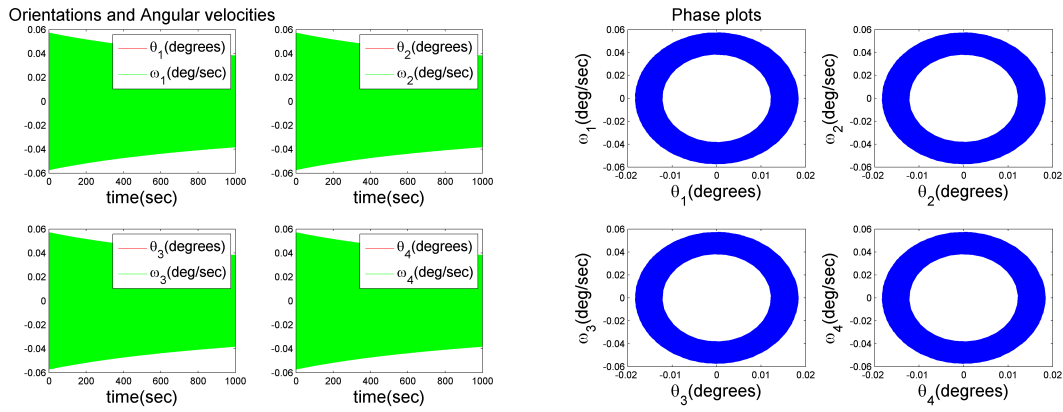 Orientations and Angular velocities
Phase plots
0.06
0.04
0.02
0
-0.02
-0.04
-0.06
0 200 400 600 800 1000
time(sec)
θ1(degrees)
ω1(deg/sec)
0.06
0.04
0.02
0
-0.02
-0.04
-0.06
0 200 400 600 800 1000
time(sec)
θ2(degrees)
ω2(deg/sec)
0.06
0.04
0.02
0
-0.02
-0.04
-0.06
-0.02 -0.01 0 0.01 0.02
θ1(degrees)
ω1(deg/sec)
0.06
0.04
0.02
0
-0.02
-0.04
-0.06
-0.02 -0.01 0 0.01 0.02
θ2(degrees)
ω2(deg/sec)
0.06
0.04
0.02
0
-0.02
-0.04
-0.06
0 200 400 600 800 1000
time(sec)
θ3(degrees)
ω3(deg/sec)
0.06
0.04
0.02
0
-0.02
-0.04
-0.06
0 200 400 600 800 1000
time(sec)
θ4(degrees)
ω4(deg/sec)
0.06
0.04
0.02
0
-0.02
-0.04
-0.06
-0.02 -0.01 0 0.01 0.02
θ3(degrees)
ω3(deg/sec)
0.06
0.04
0.02
0
-0.02
-0.04
-0.06
-0.02 -0.01 0 0.01 0.02
θ4(degrees)
ω4(deg/sec)